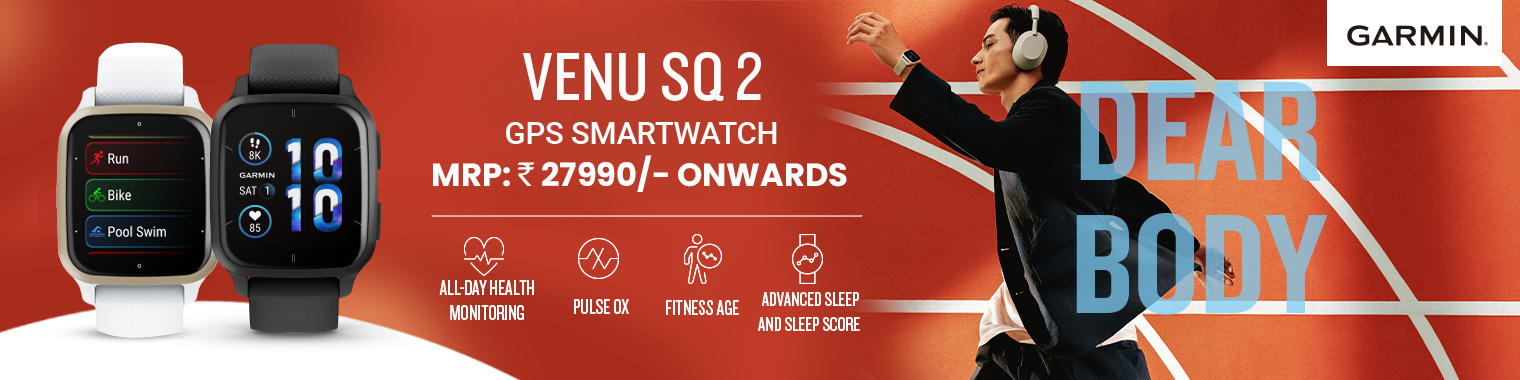 Run
Bike
Pool Swim
8K
GARMIN
SAT 1
10
10
85
VENU SQ 2
GPS SMARTWATCH
MRP: ₹ 27990/- ONWARDS
ALL-DAY HEALTH
MONITORING
PULSE OX
FITNESS AGE
ADVANCED SLEEP
AND SLEEP SCORE
DEAR
BODY
GARMIN®